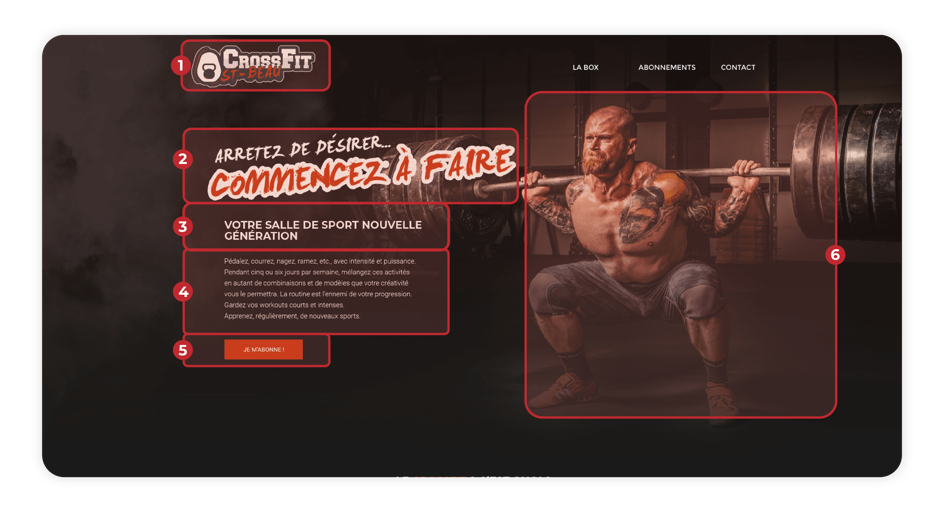 1
CROSSFIT
ST-BEAU
LA BOX
ABONNEMENTS
CONTACT
2
ARRETEZ DE DÉSIRER...
COMMENCEZ À FAIRE
3
VOTRE SALLE DE SPORT NOUVELLE
GÉNÉRATION
4
Pédalez, courrez, nagez, ramez, etc., avec intensité et puissance.
Pendant cinq ou six jours par semaine, mélangez ces activités
en autant de combinaisons et de modèles que votre créativité
vous le permettra. La routine est l'ennemi de votre progression.
Gardez vos workouts courts et intenses.
Apprenez, régulièrement, de nouveaux sports.
5
JE M'ABONNE !
6